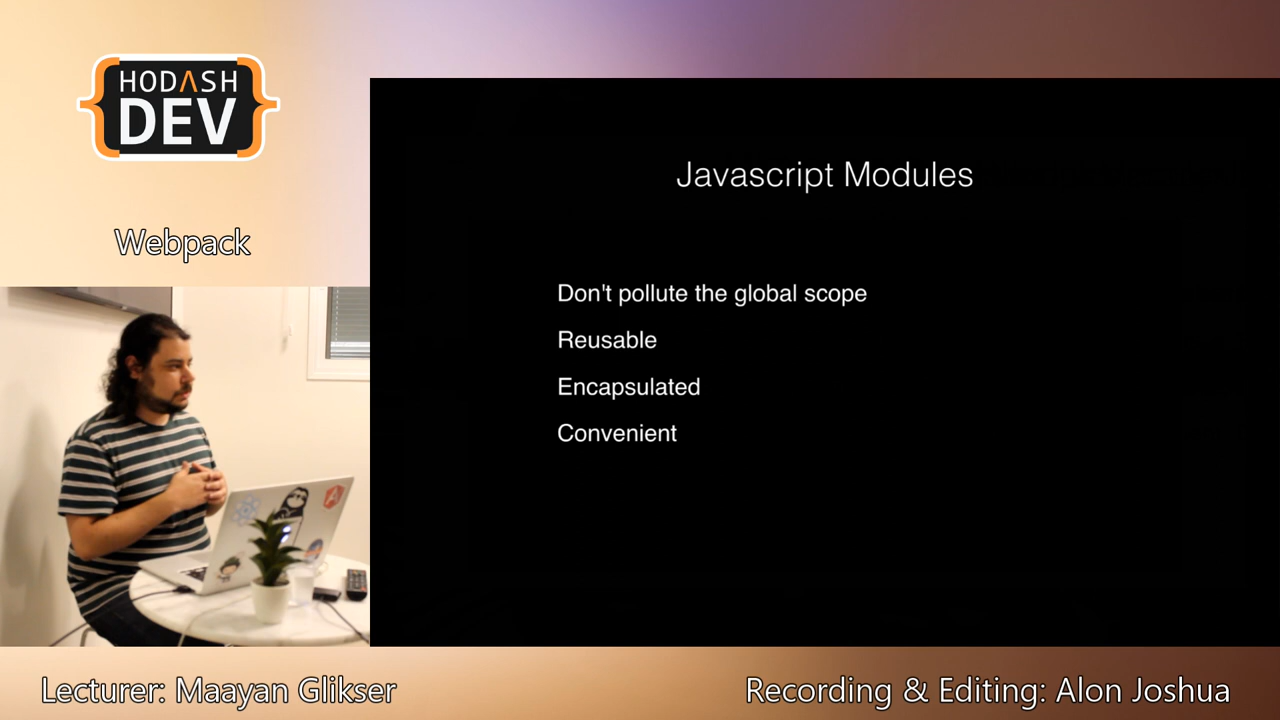 HODASH
DEV
Webpack
Javascript Modules
Don't pollute the global scope
Reusable
Encapsulated
Convenient
Lecturer: Maayan Glikser
Recording & Editing: Alon Joshua